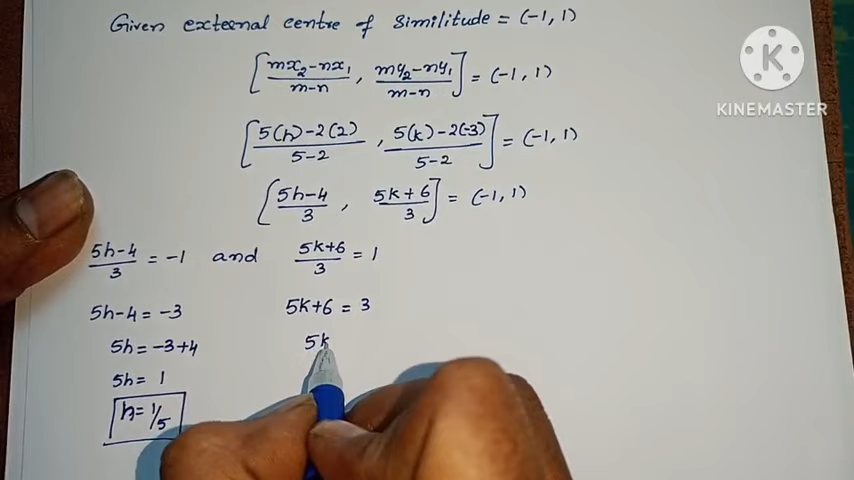 Given external centre of similitude = (-1, 1)
K
KINEMASTER
[mx₂-nx₁/m-n , my₂-ny₁/m-n] = (-1, 1)
[5(h)-2(2)/5-2 , 5(k)-2(-3)/5-2] = (-1, 1)
[5h-4/3 , 5k+6/3] = (-1, 1)
5h-4/3 = -1 and 5k+6/3 = 1
5h-4 = -3 5k+6 = 3
5h = -3+4 5k
5h = 1
h = 1/5